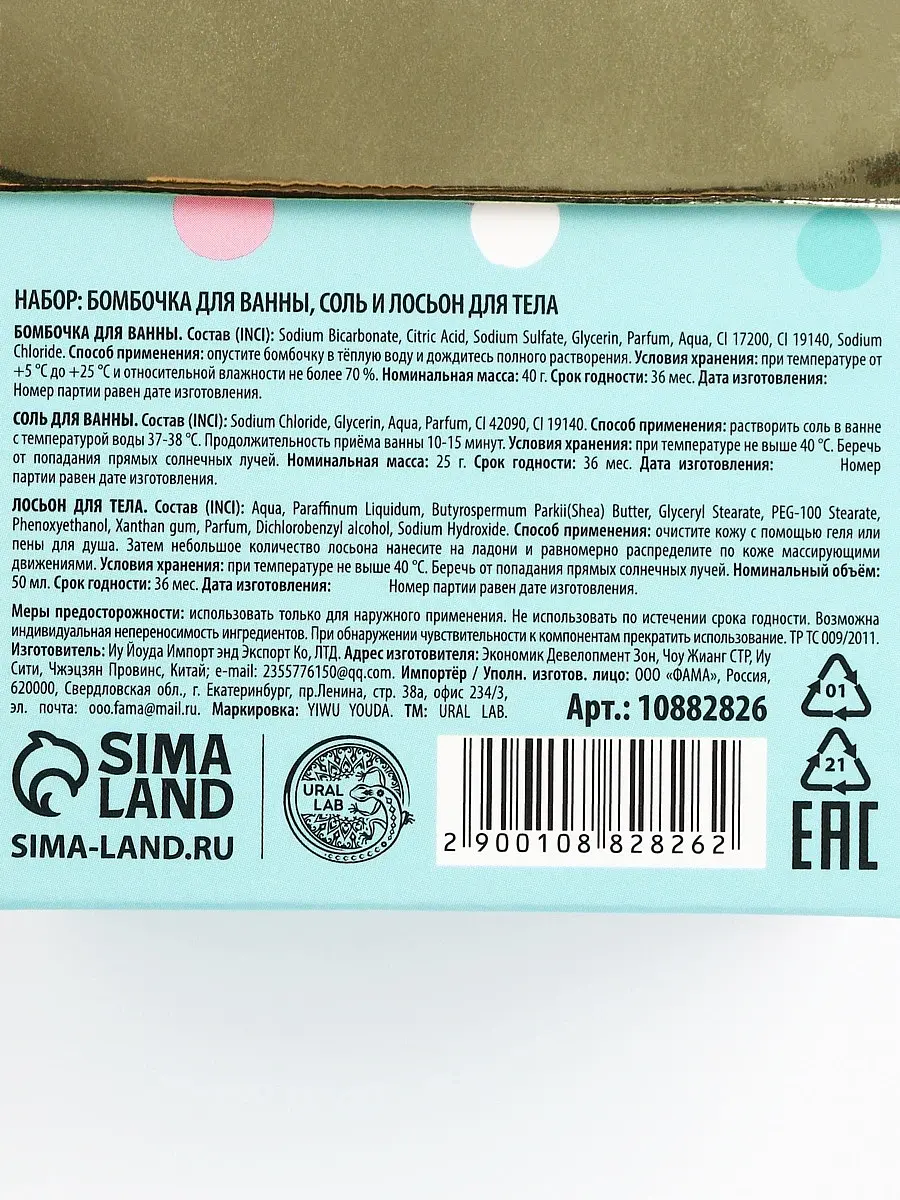 НАБОР: БОМБОЧКА ДЛЯ ВАННЫ, СОЛЬ И ЛОСЬОН ДЛЯ ТЕЛА
БОМБОЧКА ДЛЯ ВАННЫ. Состав (INCI): Sodium Bicarbonate, Citric Acid, Sodium Sulfate, Glycerin, Parfum, Aqua, CI 17200, CI 19140, Sodium
Chloride. Способ применения: опустите бомбочку в тёплую воду и дождитесь полного растворения. Условия хранения: при температуре от
+5 °С до +25 °С и относительной влажности не более 70 %. Номинальная масса: 40 г. Срок годности: 36 мес. Дата изготовления:
Номер партии равен дате изготовления.
СОЛЬ ДЛЯ ВАННЫ. Состав (INCI): Sodium Chloride, Glycerin, Aqua, Parfum, CI 42090, CI 19140. Способ применения: растворить соль в ванне
с температурой воды 37-38 °С. Продолжительность приёма ванны 10-15 минут. Условия хранения: при температуре не выше 40 °С. Беречь
от попадания прямых солнечных лучей. Номинальная масса: 25 г. Срок годности: 36 мес. Дата изготовления: Номер
партии равен дате изготовления.
ЛОСЬОН ДЛЯ ТЕЛА. Состав (INCI): Aqua, Paraffinum Liquidum, Butyrospermum Parkii(Shea) Butter, Glyceryl Stearate, PEG-100 Stearate,
Phenoxyethanol, Xanthan gum, Parfum, Dichlorobenzyl alcohol, Sodium Hydroxide. Способ применения: очистите кожу с помощью геля или
пены для душа. Затем небольшое количество лосьона нанесите на ладони и равномерно распределите по коже массирующими
движениями. Условия хранения: при температуре не выше 40 °С. Беречь от попадания прямых солнечных лучей. Номинальный объём:
50 мл. Срок годности: 36 мес. Дата изготовления: Номер партии равен дате изготовления.
Меры предосторожности: использовать только для наружного применения. Не использовать по истечении срока годности. Возможна
индивидуальная непереносимость ингредиентов. При обнаружении чувствительности к компонентам прекратить использование. ТР ТС 009/2011.
Изготовитель: Иу Йоуда Импорт энд Экспорт Ко, ЛТД. Адрес изготовителя: Экономик Девелопмент Зон, Чоу Жианг СТР, Иу
Сити, Чжэцзян Провинс, Китай; e-mail: 2355776150@qq.com. Импортёр / Уполн. изготов. лицо: ООО «ФАМА», Россия,
620000, Свердловская обл., г. Екатеринбург, пр.Ленина, стр. 38а, офис 234/3,
эл. почта: ooo.fama@mail.ru. Маркировка: YIWU YOUDA. ТМ: URAL LAB.
Арт.: 10882826
01
21
SIMA
LAND
SIMA-LAND.RU
URAL
LAB
2 900108 828262
EAC